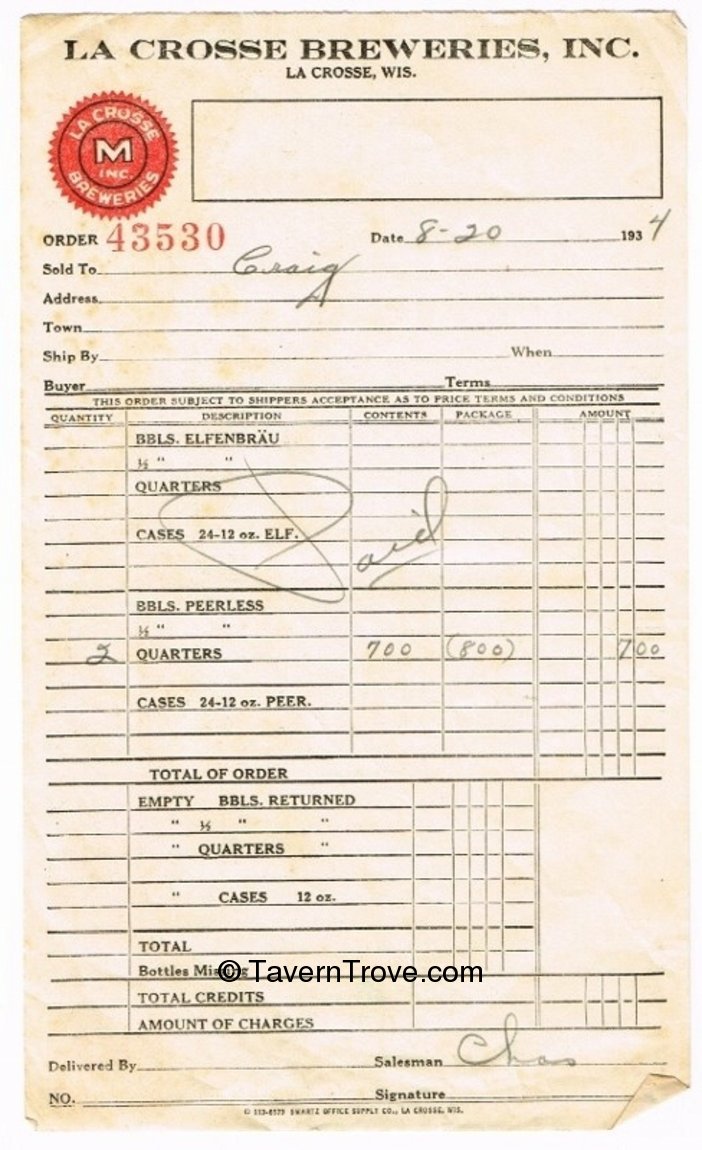 LA CROSSE BREWERIES, INC.
LA CROSSE, WIS.
LA CROSSE
M
INC.
BREWERIES
ORDER 43530 Date 8-20 1934
Sold To Craig
Address
Town
Ship By When
Buyer Terms
THIS ORDER SUBJECT TO SHIPPERS ACCEPTANCE AS TO PRICE TERMS AND CONDITIONS
QUANTITY DESCRIPTION CONTENTS PACKAGE AMOUNT
BBLS. ELFENBRÄU
½ " "
QUARTERS
Paid
CASES 24-12 oz. ELF.
BBLS. PEERLESS
½ " "
2 QUARTERS 700 (800) 700
CASES 24-12 oz. PEER.
TOTAL OF ORDER
EMPTY BBLS. RETURNED
" ½ " "
" QUARTERS "
" CASES 12 oz.
TOTAL
Bottles Missing
© TavernTrove.com
TOTAL CREDITS
AMOUNT OF CHARGES
Delivered By Salesman Chas
NO. Signature
SWARTZ OFFICE SUPPLY CO., LA CROSSE, WIS.